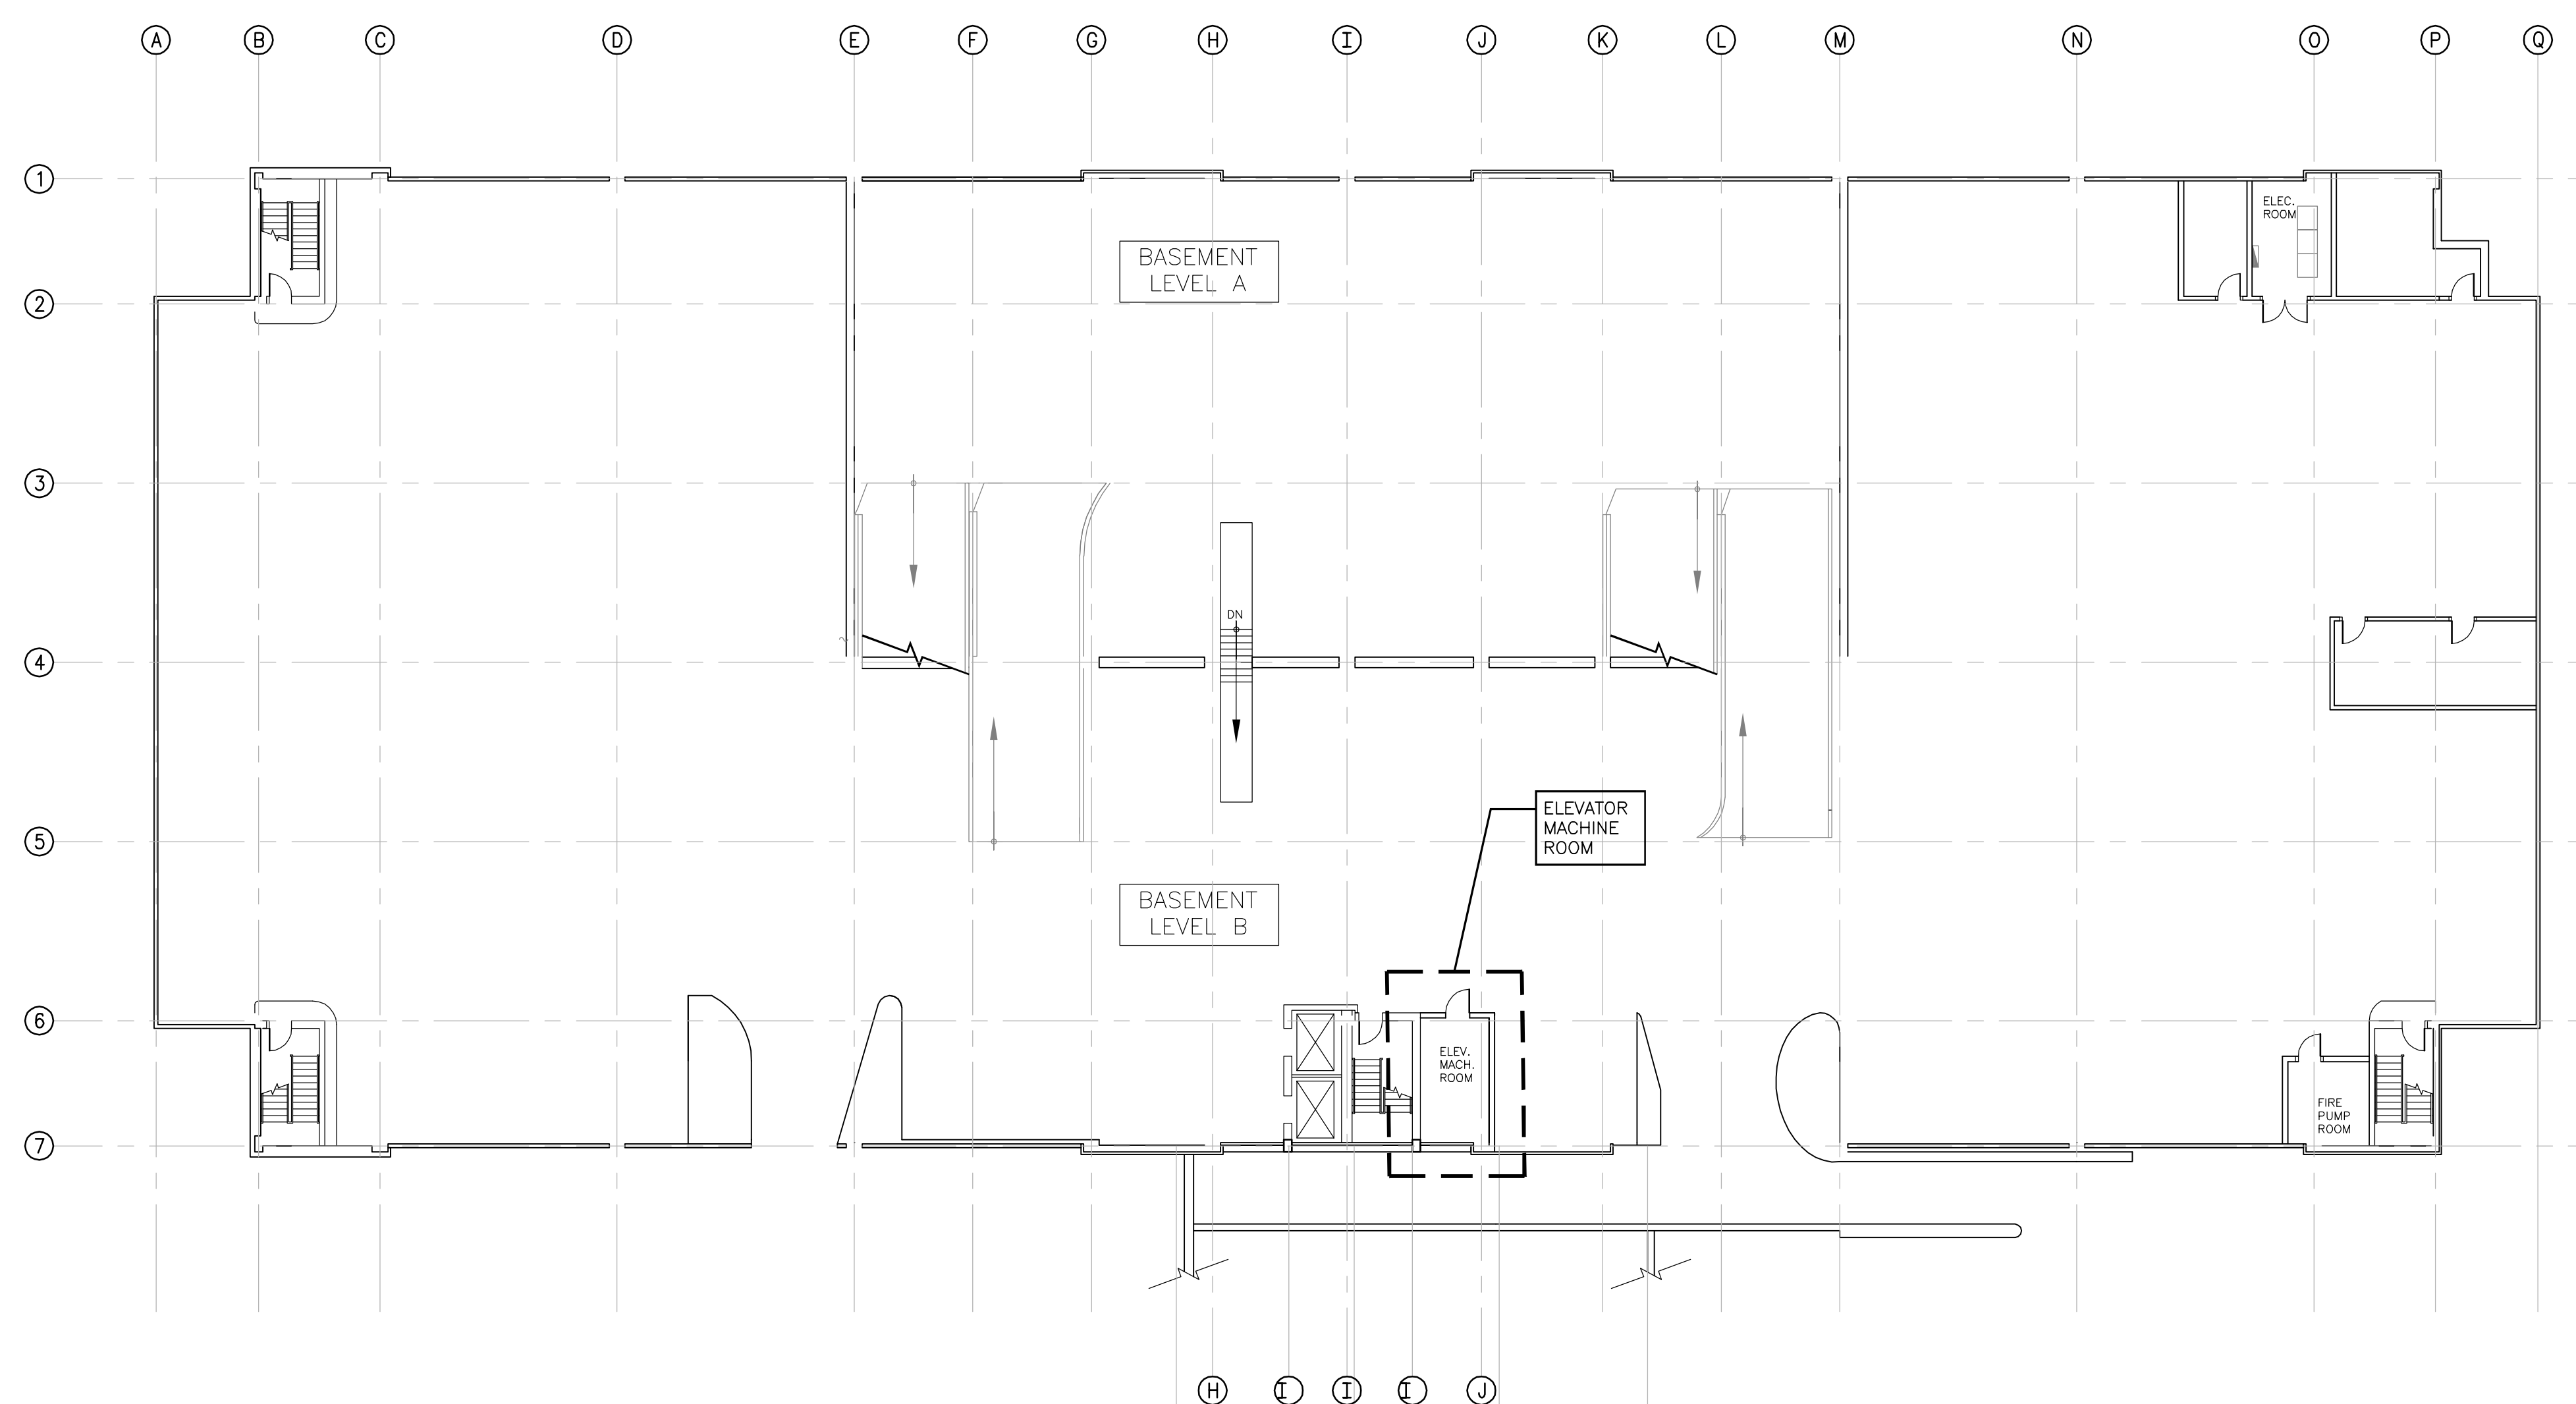 A B C D E F G H I J K L M N O P Q
1
ELEC.
ROOM
BASEMENT
LEVEL A
2
3
DN
4
ELEVATOR
MACHINE
ROOM
5
BASEMENT
LEVEL B
6
ELEV.
MACH.
ROOM
FIRE
PUMP
ROOM
7
H I I I J